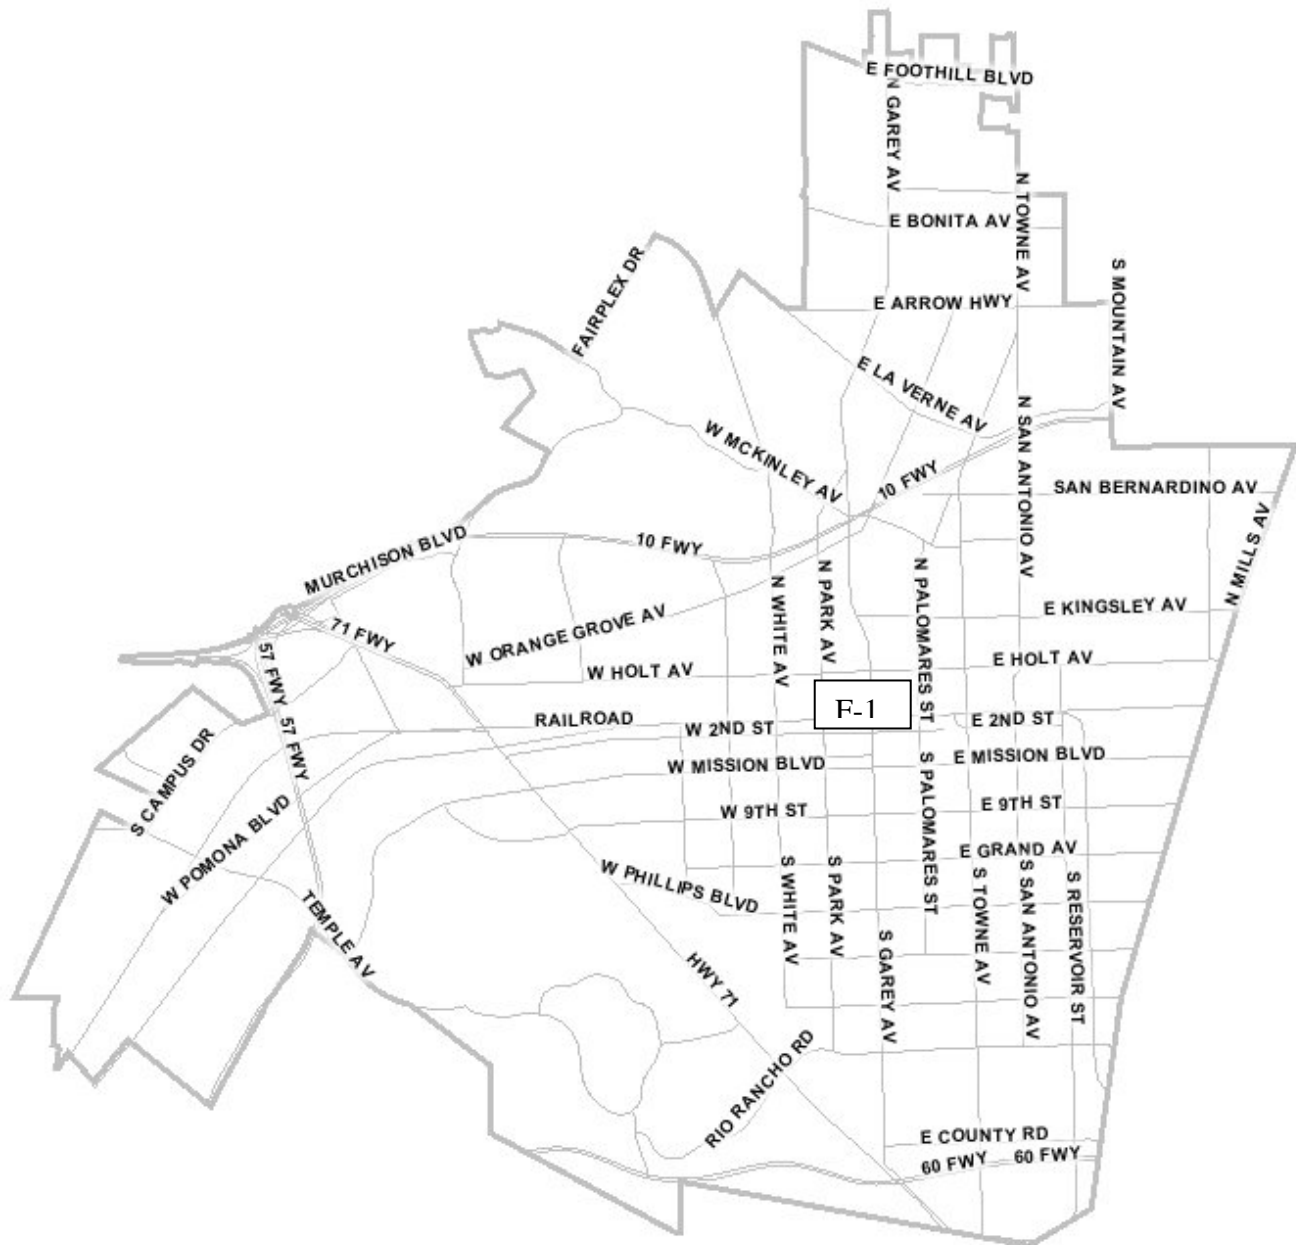 E FOOTHILL BLVD
N GAREY AV
N TOWNE AV
E BONITA AV
FAIRPLEX DR
S MOUNTAIN AV
E ARROW HWY
E LA VERNE AV
N SAN ANTONIO AV
W MCKINLEY AV
10 FWY
SAN BERNARDINO AV
N MILLS AV
MURCHISON BLVD
10 FWY
N WHITE AV
N PARK AV
N PALOMARES ST
E KINGSLEY AV
71 FWY
W ORANGE GROVE AV
57 FWY
W HOLT AV
E HOLT AV
F-1
RAILROAD
W 2ND ST
E 2ND ST
57 FWY
S CAMPUS DR
W MISSION BLVD
S PALOMARES ST
E MISSION BLVD
W POMONA BLVD
W 9TH ST
E 9TH ST
E GRAND AV
W PHILLIPS BLVD
S WHITE AV
S PARK AV
S TOWNE AV
S SAN ANTONIO AV
S RESERVOIR ST
TEMPLE AV
S GAREY AV
HWY 71
RIO RANCHO RD
E COUNTY RD
60 FWY
60 FWY